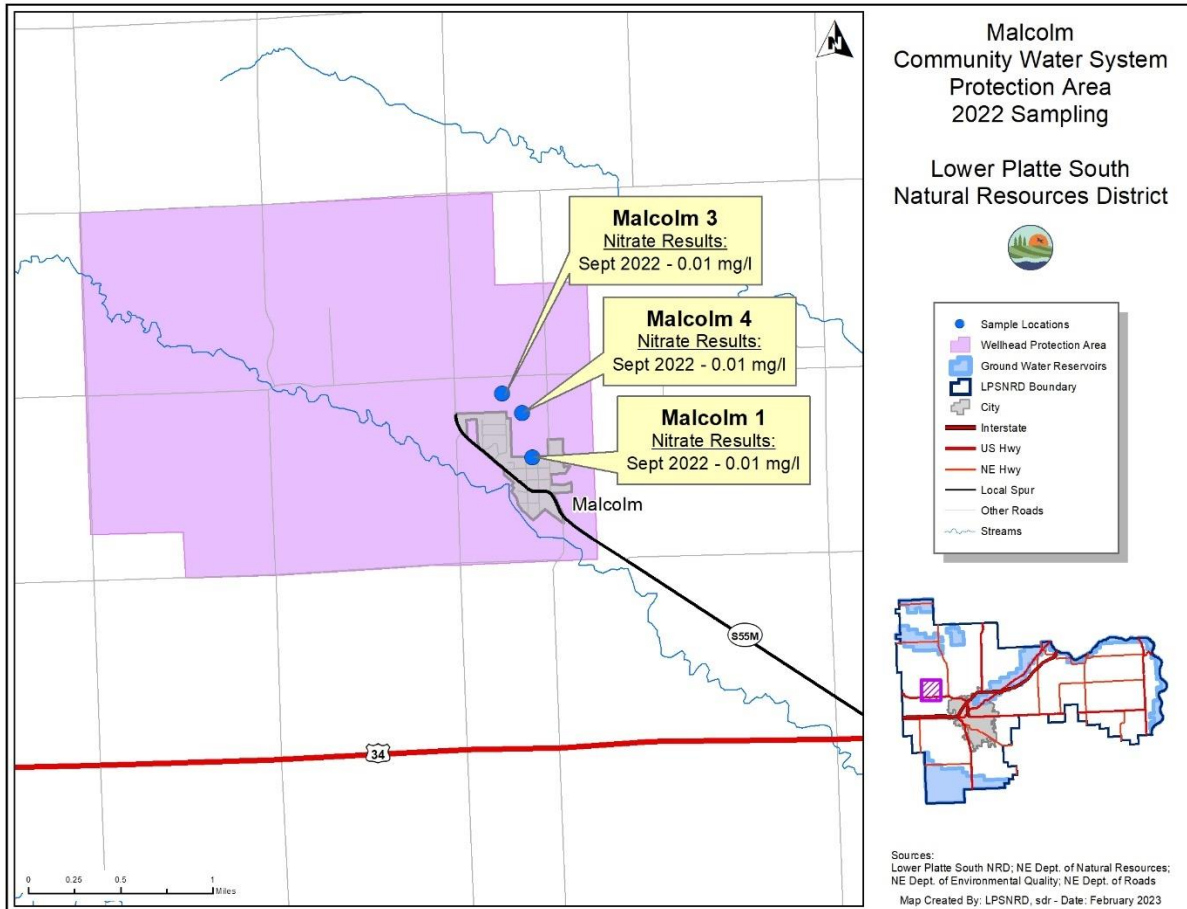 N
Malcolm
Community Water System
Protection Area
2022 Sampling
Lower Platte South
Natural Resources District
Malcolm 3
Nitrate Results:
Sept 2022 - 0.01 mg/l
Malcolm 4
Nitrate Results:
Sept 2022 - 0.01 mg/l
Malcolm 1
Nitrate Results:
Sept 2022 - 0.01 mg/l
Malcolm
S55M
34
0 0.25 0.5 1
Miles
Sample Locations
Wellhead Protection Area
Ground Water Reservoirs
LPSNRD Boundary
City
Interstate
US Hwy
NE Hwy
Local Spur
Other Roads
Streams
Sources:
Lower Platte South NRD; NE Dept. of Natural Resources;
NE Dept. of Environmental Quality; NE Dept. of Roads
Map Created By: LPSNRD, sdr - Date: February 2023